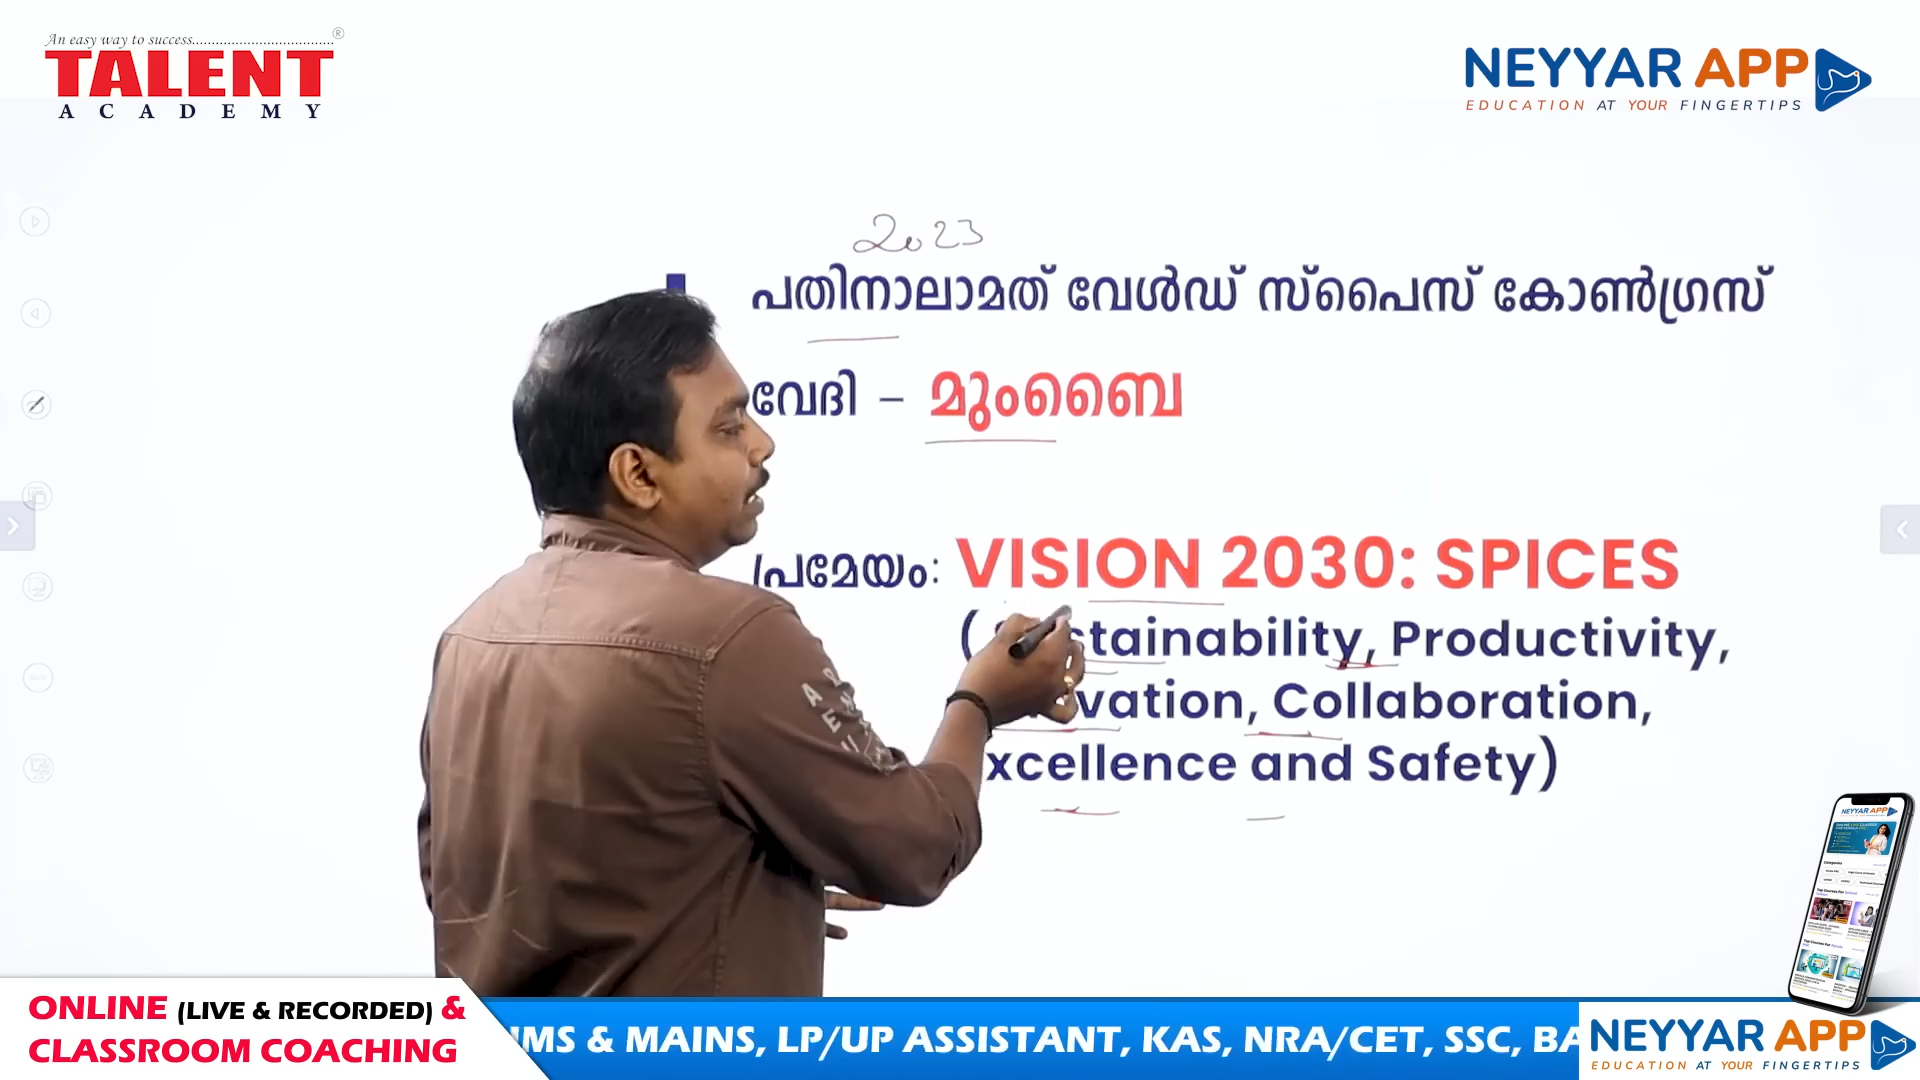 An easy way to success
TALENT
ACADEMY
NEYYAR APP
EDUCATION AT YOUR FINGERTIPS
2023
പതിനാലാമത് വേൾഡ് സ്പൈസ് കോൺഗ്രസ്
വേദി – മുംബൈ
പ്രമേയം: VISION 2030: SPICES
( tainability, Productivity,
vation, Collaboration,
xcellence and Safety)
ONLINE (LIVE & RECORDED) &
CLASSROOM COACHING
IMS & MAINS, LP/UP ASSISTANT, KAS, NRA/CET, SSC, BA
NEYYAR APP
NEYYAR APP
EDUCATION AT YOUR FINGERTIPS